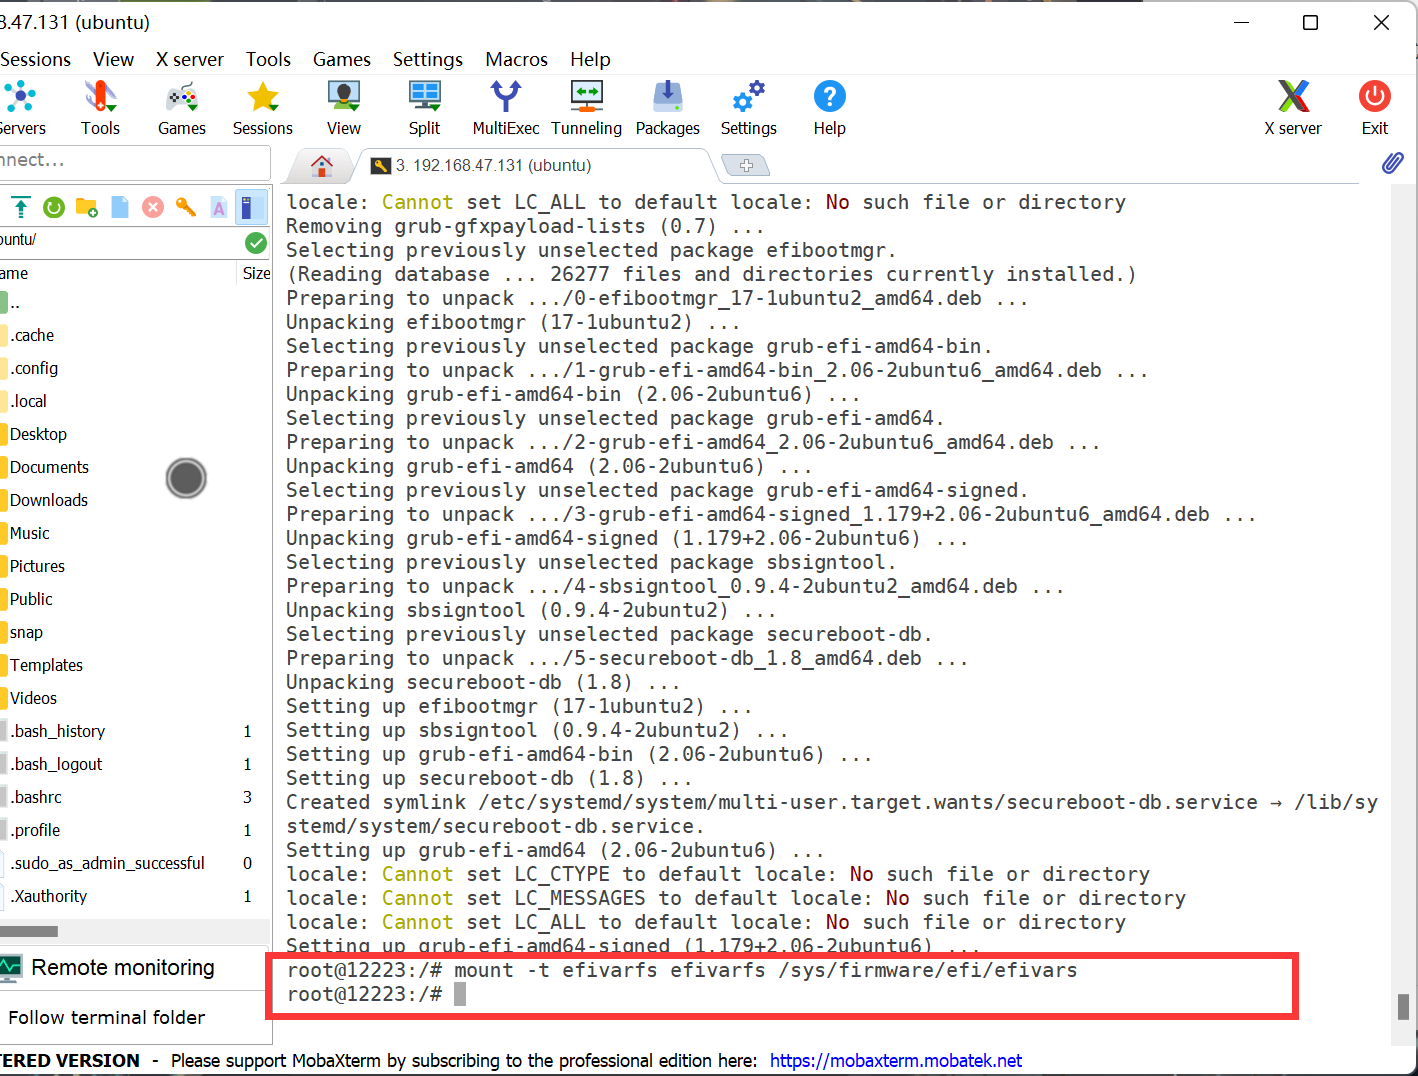 8.47.131 (ubuntu)
Sessions View X server Tools Games Settings Macros Help
Servers Tools Games Sessions View Split MultiExec Tunneling Packages Settings Help X server Exit
nnect...
3. 192.168.47.131 (ubuntu)
untu/
ame Size
..
.cache
.config
.local
Desktop
Documents
Downloads
Music
Pictures
Public
snap
Templates
Videos
.bash_history 1
.bash_logout 1
.bashrc 3
.profile 1
.sudo_as_admin_successful 0
.Xauthority 1
Remote monitoring
Follow terminal folder
locale: Cannot set LC_ALL to default locale: No such file or directory
Removing grub-gfxpayload-lists (0.7) ...
Selecting previously unselected package efibootmgr.
(Reading database ... 26277 files and directories currently installed.)
Preparing to unpack .../0-efibootmgr_17-1ubuntu2_amd64.deb ...
Unpacking efibootmgr (17-1ubuntu2) ...
Selecting previously unselected package grub-efi-amd64-bin.
Preparing to unpack .../1-grub-efi-amd64-bin_2.06-2ubuntu6_amd64.deb ...
Unpacking grub-efi-amd64-bin (2.06-2ubuntu6) ...
Selecting previously unselected package grub-efi-amd64.
Preparing to unpack .../2-grub-efi-amd64_2.06-2ubuntu6_amd64.deb ...
Unpacking grub-efi-amd64 (2.06-2ubuntu6) ...
Selecting previously unselected package grub-efi-amd64-signed.
Preparing to unpack .../3-grub-efi-amd64-signed_1.179+2.06-2ubuntu6_amd64.deb ...
Unpacking grub-efi-amd64-signed (1.179+2.06-2ubuntu6) ...
Selecting previously unselected package sbsigntool.
Preparing to unpack .../4-sbsigntool_0.9.4-2ubuntu2_amd64.deb ...
Unpacking sbsigntool (0.9.4-2ubuntu2) ...
Selecting previously unselected package secureboot-db.
Preparing to unpack .../5-secureboot-db_1.8_amd64.deb ...
Unpacking secureboot-db (1.8) ...
Setting up efibootmgr (17-1ubuntu2) ...
Setting up sbsigntool (0.9.4-2ubuntu2) ...
Setting up grub-efi-amd64-bin (2.06-2ubuntu6) ...
Setting up secureboot-db (1.8) ...
Created symlink /etc/systemd/system/multi-user.target.wants/secureboot-db.service → /lib/sy
stemd/system/secureboot-db.service.
Setting up grub-efi-amd64 (2.06-2ubuntu6) ...
locale: Cannot set LC_CTYPE to default locale: No such file or directory
locale: Cannot set LC_MESSAGES to default locale: No such file or directory
locale: Cannot set LC_ALL to default locale: No such file or directory
Setting up grub-efi-amd64-signed (1.179+2.06-2ubuntu6) ...
root@12223:/# mount -t efivarfs efivarfs /sys/firmware/efi/efivars
root@12223:/#
TERED VERSION - Please support MobaXterm by subscribing to the professional edition here: https://mobaxterm.mobatek.net